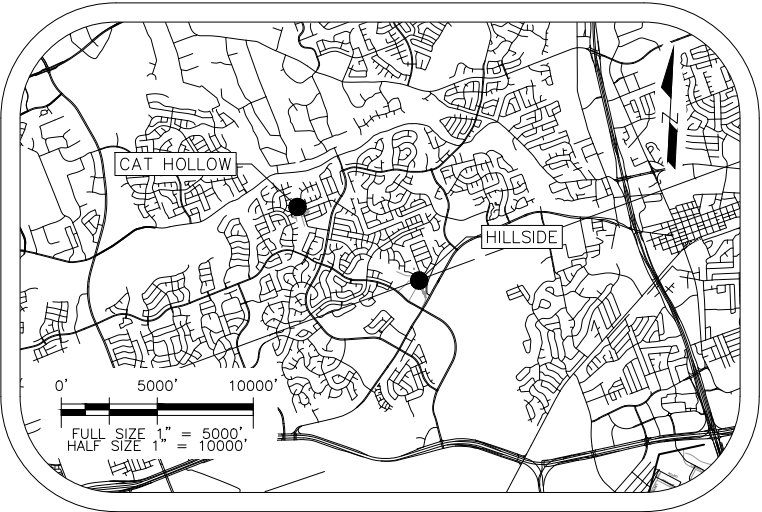 N
CAT HOLLOW
HILLSIDE
0' 5000' 10000'
FULL SIZE 1" = 5000'
HALF SIZE 1" = 10000'